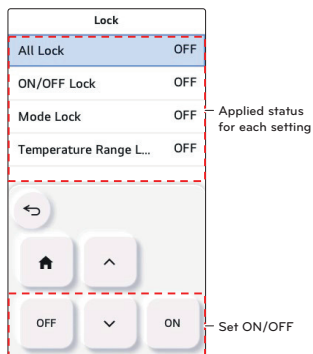 Lock
All Lock OFF
ON/OFF Lock OFF
Mode Lock OFF
Temperature Range L... OFF
Applied status
for each setting
OFF ON
Set ON/OFF